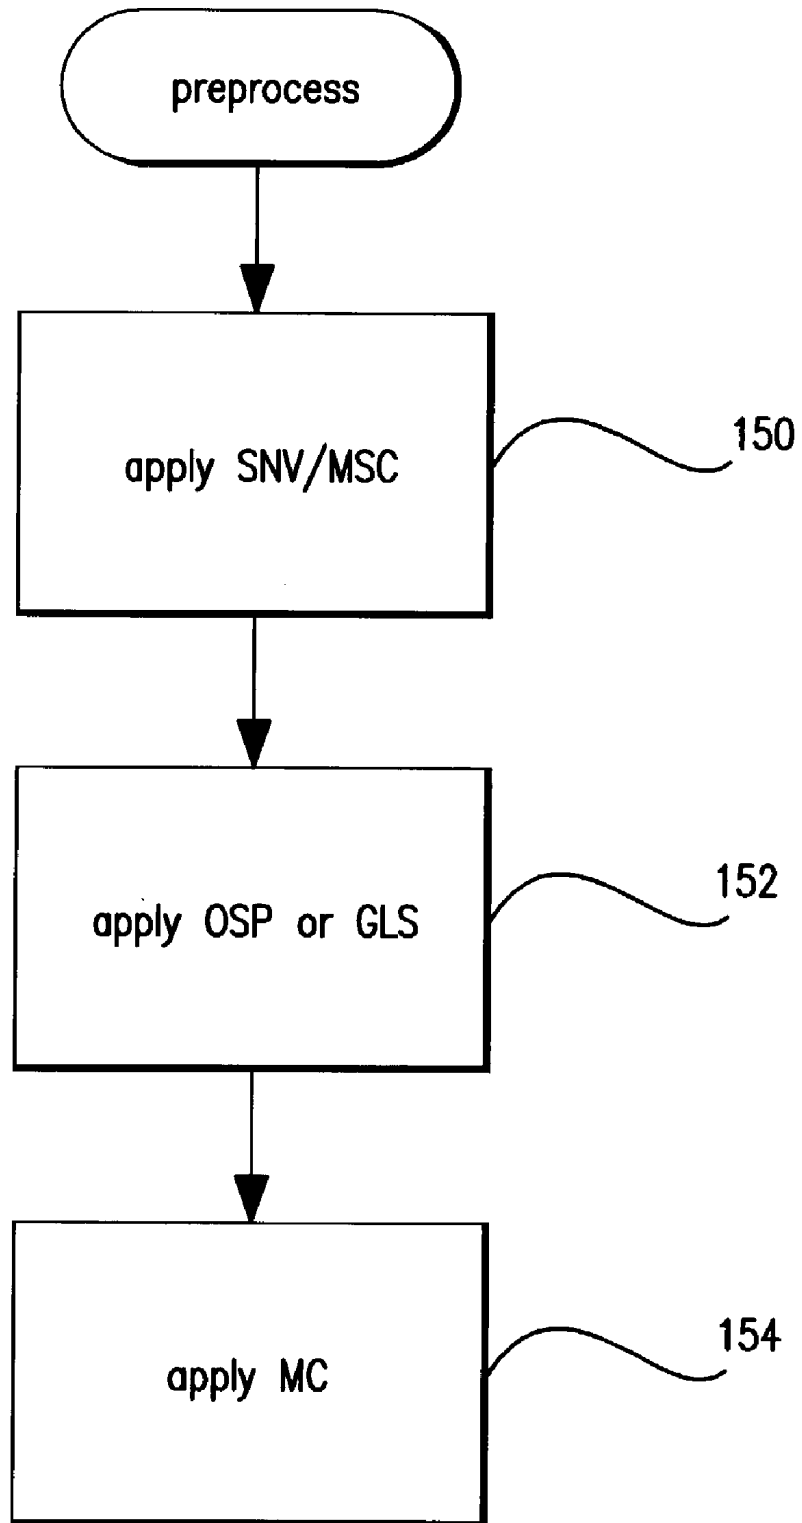 preprocess
apply SNV/MSC
150
apply OSP or GLS
152
apply MC
154